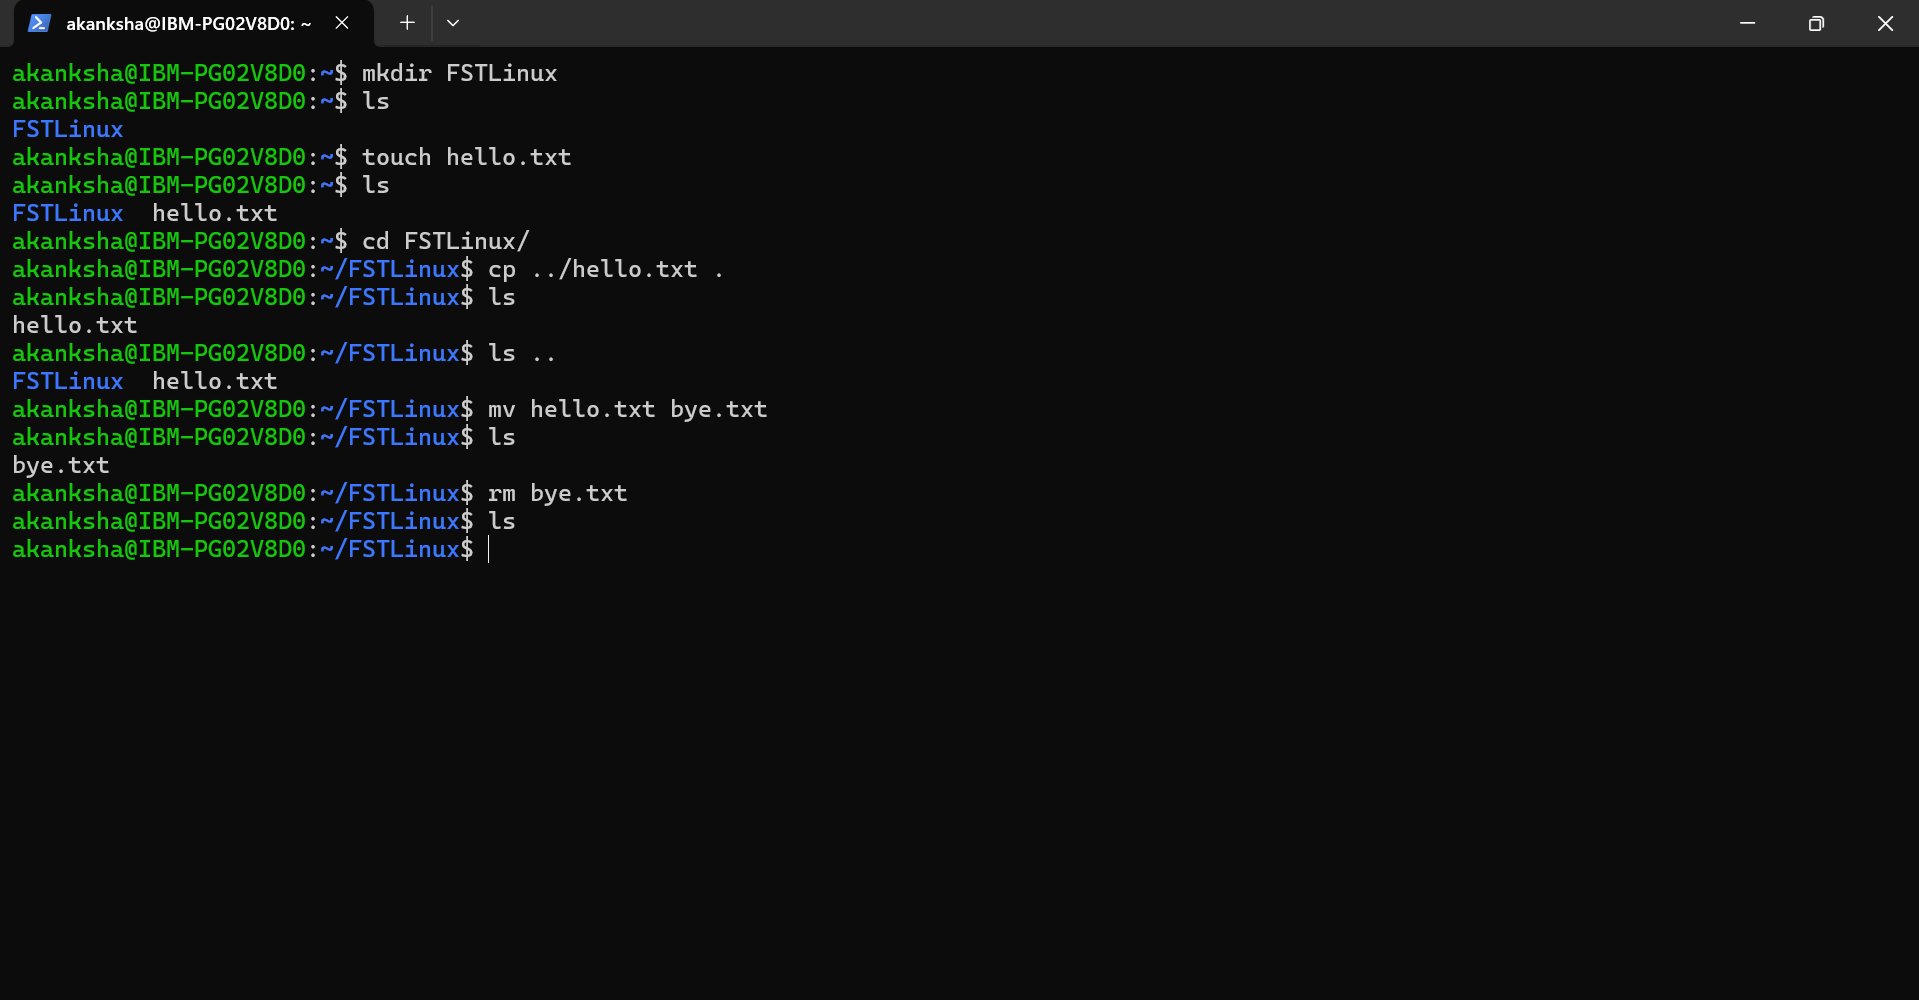 akanksha@IBM-PG02V8D0: ~
akanksha@IBM-PG02V8D0:~$ mkdir FSTLinux
akanksha@IBM-PG02V8D0:~$ ls
FSTLinux
akanksha@IBM-PG02V8D0:~$ touch hello.txt
akanksha@IBM-PG02V8D0:~$ ls
FSTLinux  hello.txt
akanksha@IBM-PG02V8D0:~$ cd FSTLinux/
akanksha@IBM-PG02V8D0:~/FSTLinux$ cp ../hello.txt .
akanksha@IBM-PG02V8D0:~/FSTLinux$ ls
hello.txt
akanksha@IBM-PG02V8D0:~/FSTLinux$ ls ..
FSTLinux  hello.txt
akanksha@IBM-PG02V8D0:~/FSTLinux$ mv hello.txt bye.txt
akanksha@IBM-PG02V8D0:~/FSTLinux$ ls
bye.txt
akanksha@IBM-PG02V8D0:~/FSTLinux$ rm bye.txt
akanksha@IBM-PG02V8D0:~/FSTLinux$ ls
akanksha@IBM-PG02V8D0:~/FSTLinux$